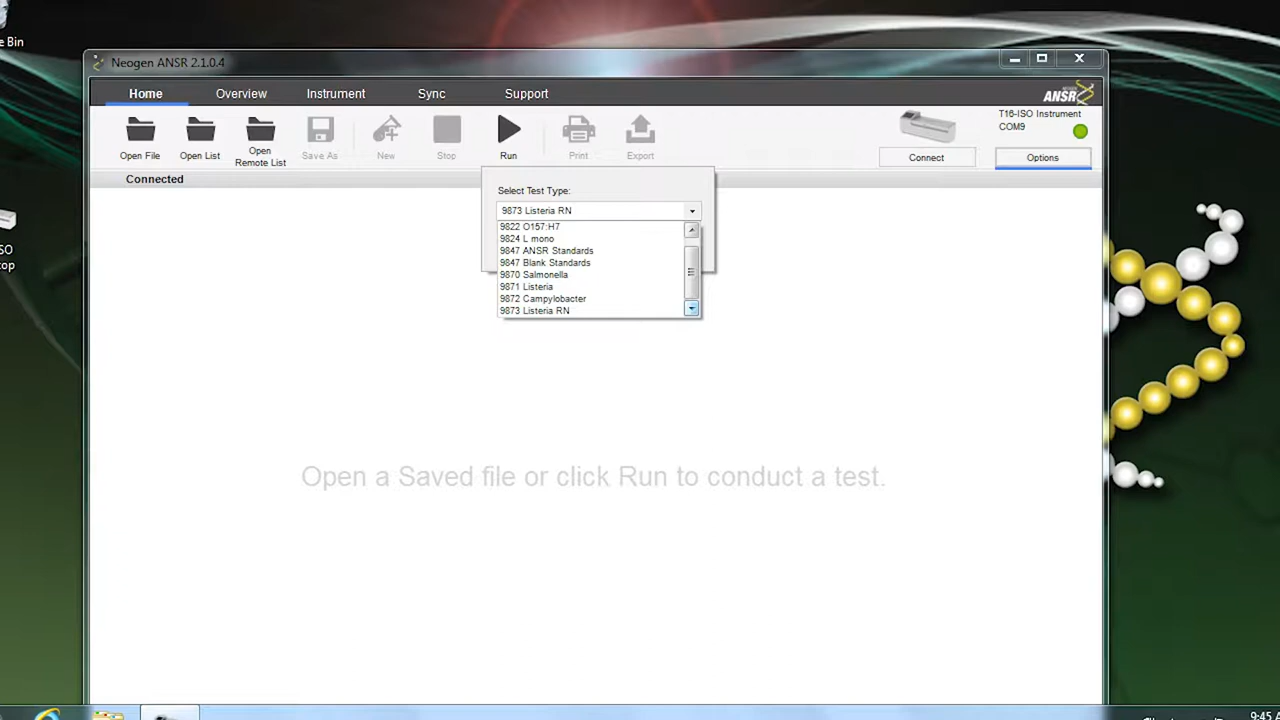 e Bin
Neogen ANSR 2.1.0.4
Home Overview Instrument Sync Support
NEOGEN
ANSR
T16-ISO Instrument
COM9
Open File
Open List
Open
Remote List
Save As
New
Stop
Run
Print
Export
Connect
Options
Connected
Select Test Type:
9873 Listeria RN
9822 O157:H7
9824 L mono
9847 ANSR Standards
9847 Blank Standards
9870 Salmonella
9871 Listeria
9872 Campylobacter
9873 Listeria RN
SO
top
Open a Saved file or click Run to conduct a test.